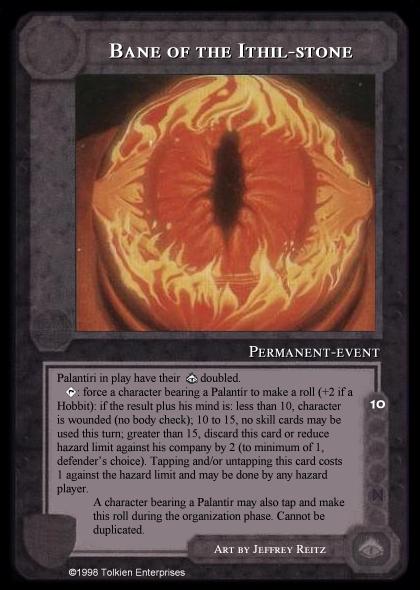 BANE OF THE ITHIL-STONE
PERMANENT-EVENT
Palantíri in play have their doubled.
: force a character bearing a Palantír to make a roll (+2 if a
Hobbit): if the result plus his mind is: less than 10, character
is wounded (no body check); 10 to 15, no skill cards may be
used this turn; greater than 15, discard this card or reduce
hazard limit against his company by 2 (to minimum of 1,
defender's choice). Tapping and/or untapping this card costs
1 against the hazard limit and may be done by any hazard
player.
10
A character bearing a Palantír may also tap and make
this roll during the organization phase. Cannot be
duplicated.
N
ART BY JEFFREY REITZ
©1998 Tolkien Enterprises